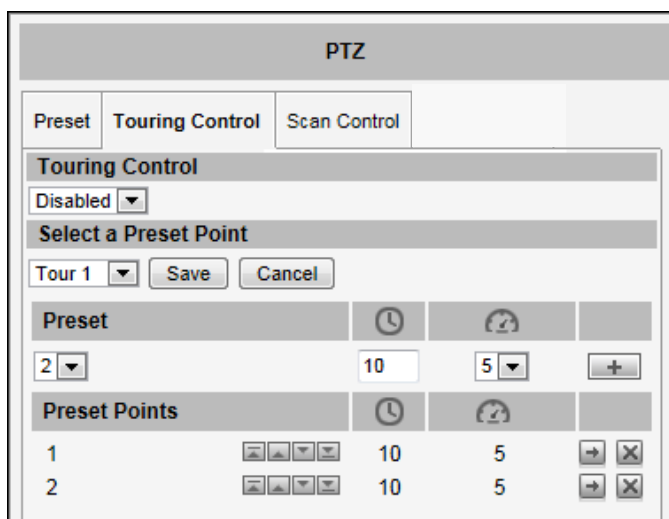 PTZ
Preset Touring Control Scan Control
Touring Control
Disabled
Select a Preset Point
Tour 1 Save Cancel
Preset
2 10 5 +
Preset Points
1 10 5
2 10 5